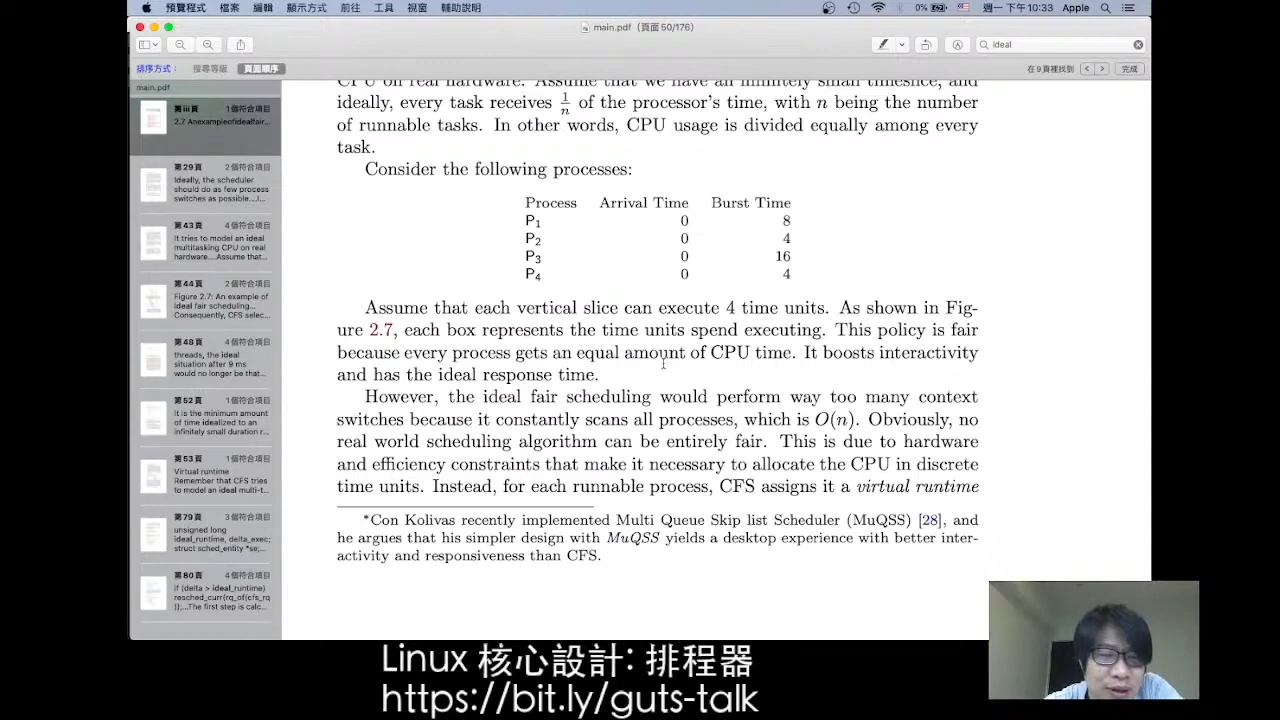 預覽程式 檔案 編輯 顯示方式 前往 工具 視窗 輔助說明 0% 週一 下午10:33 Apple
main.pdf (頁面 50/176)
ideal
排序方式： 搜尋等級 頁面順序 在 9 頁裡找到 完成
main.pdf
第 iii 頁 1 個符合項目
2.7 Anexampleofidealfair...
第 29 頁 2 個符合項目
Ideally, the scheduler
should do as few process
switches as possible....I...
第 43 頁 4 個符合項目
It tries to model an ideal
multitasking CPU on real
hardware....Assume that...
第 44 頁 2 個符合項目
Figure 2.7: An example of
ideal fair scheduling...
Consequently, CFS selec...
第 48 頁 4 個符合項目
threads, the ideal
situation after 9 ms
would no longer be that...
第 52 頁 1 個符合項目
It is the minimum amount
of time idealized to an
infinitely small duration r...
第 53 頁 1 個符合項目
Virtual runtime
Remember that CFS tries
to model an ideal multi-t...
第 79 頁 3 個符合項目
unsigned long
ideal_runtime, delta_exec;
struct sched_entity *se;...
第 80 頁 4 個符合項目
if (delta > ideal_runtime)
resched_curr(rq_of(cfs_rq
));...The first step is calc...
CPU on real hardware. Assume that we have an infinitely small timeslice, and
ideally, every task receives 1/n of the processor's time, with n being the number
of runnable tasks. In other words, CPU usage is divided equally among every
task.
Consider the following processes:
Process Arrival Time Burst Time
P1 0 8
P2 0 4
P3 0 16
P4 0 4
Assume that each vertical slice can execute 4 time units. As shown in Fig-
ure 2.7, each box represents the time units spend executing. This policy is fair
because every process gets an equal amount of CPU time. It boosts interactivity
and has the ideal response time.
However, the ideal fair scheduling would perform way too many context
switches because it constantly scans all processes, which is O(n). Obviously, no
real world scheduling algorithm can be entirely fair. This is due to hardware
and efficiency constraints that make it necessary to allocate the CPU in discrete
time units. Instead, for each runnable process, CFS assigns it a virtual runtime
*Con Kolivas recently implemented Multi Queue Skip list Scheduler (MuQSS) [28], and
he argues that his simpler design with MuQSS yields a desktop experience with better inter-
activity and responsiveness than CFS.
Linux 核心設計: 排程器
https://bit.ly/guts-talk